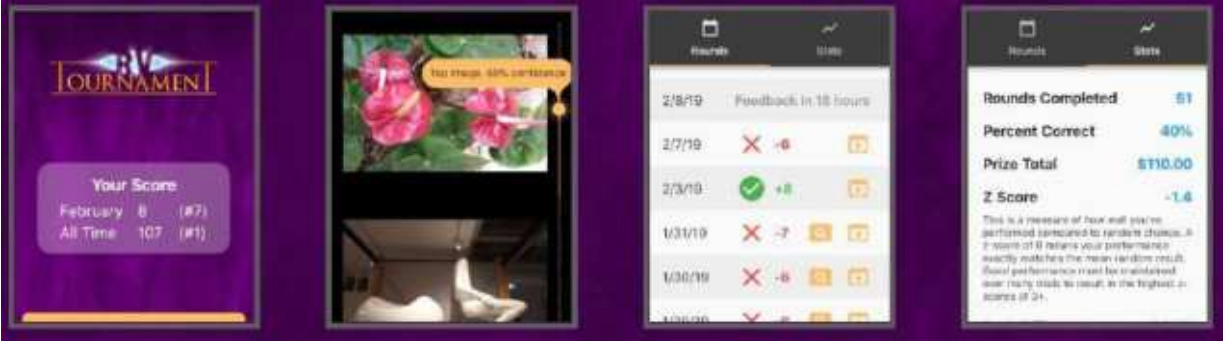 RV
TOURNAMENT
Your Score
February 8 (#7)
All Time 107 (#1)
Top image, 60% confidence
Rounds
Stats
2/8/19 Feedback in 18 hours
2/7/19 -6
2/3/19 +8
1/31/19 -7
1/30/19 -6
Rounds
Stats
Rounds Completed 51
Percent Correct 40%
Prize Total $110.00
Z Score -1.4
This is a measure of how well you've
performed compared to random chance. A
z-score of 0 means your performance
exactly matches the mean random result.
Good performance must be maintained
over many trials to result in the highest z-
scores of 3+.